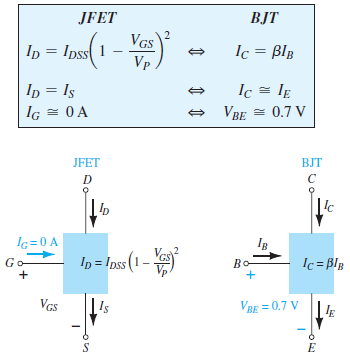 JFET BJT
I_D = I_DSS(1 − V_GS/V_P)² ⇔ I_C = βI_B
I_D = I_S ⇔ I_C ≅ I_E
I_G ≅ 0 A ⇔ V_BE ≅ 0.7 V
JFET BJT
D C
I_D I_C
I_G = 0 A I_B
G I_D = I_DSS(1 − V_GS/V_P)² B I_C = βI_B
+ +
V_GS I_S V_BE = 0.7 V I_E
− −
S E